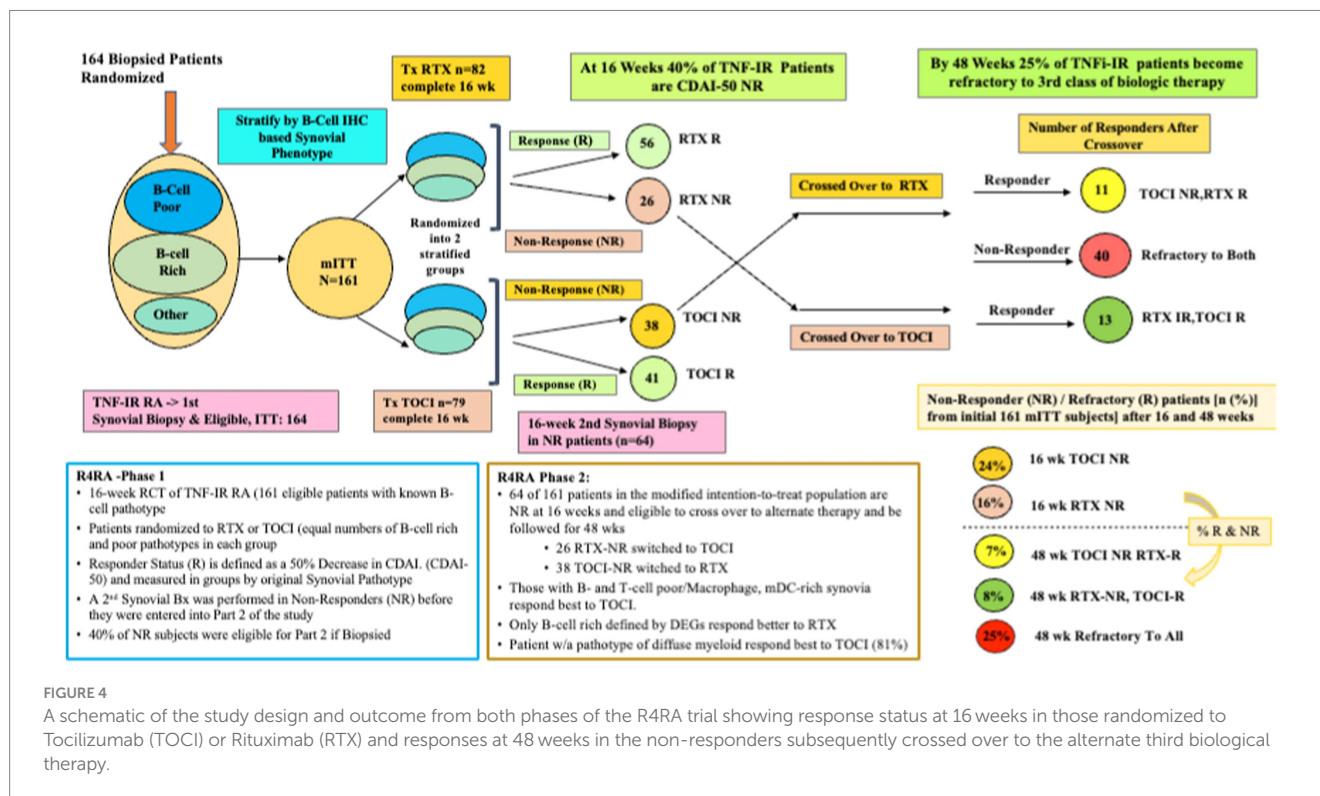 164 Biopsied Patients
Randomized
Tx RTX n=82
complete 16 wk
At 16 Weeks 40% of TNF-IR Patients
are CDAI-50 NR
By 48 Weeks 25% of TNFi-IR patients become
refractory to 3rd class of biologic therapy
Stratify by B-Cell IHC
based Synovial
Phenotype
Number of Responders After
Crossover
Response (R)
56
RTX R
B-Cell
Poor
26
RTX NR
Crossed Over to RTX
Responder
11
TOCI NR,RTX R
Randomized
into 2
stratified
groups
Non-Response (NR)
B-cell
Rich
mITT
N=161
Non-Responder
40
Refractory to Both
Non-Response (NR)
Other
38
TOCI NR
Responder
13
RTX IR,TOCI R
Crossed Over to TOCI
Response (R)
41
TOCI R
TNF-IR RA -> 1st
Synovial Biopsy & Eligible, ITT: 164
Tx TOCI n=79
complete 16 wk
16-week 2nd Synovial Biopsy
in NR patients (n=64)
Non-Responder (NR) / Refractory (R) patients [n (%)]
from initial 161 mITT subjects] after 16 and 48 weeks
24%
16 wk TOCI NR
16%
16 wk RTX NR
% R & NR
7%
48 wk TOCI NR RTX-R
8%
48 wk RTX-NR, TOCI-R
25%
48 wk Refractory To All
R4RA -Phase 1
• 16-week RCT of TNF-IR RA (161 eligible patients with known B-
cell pathotype
• Patients randomized to RTX or TOCI (equal numbers of B-cell rich
and poor pathotypes in each group
• Responder Status (R) is defined as a 50% Decrease in CDAI. (CDAI-
50) and measured in groups by original Synovial Pathotype
• A 2nd Synovial Bx was performed in Non-Responders (NR) before
they were entered into Part 2 of the study
• 40% of NR subjects were eligible for Part 2 if Biopsied
R4RA Phase 2:
• 64 of 161 patients in the modified intention-to-treat population are
NR at 16 weeks and eligible to cross over to alternate therapy and be
followed for 48 wks
• 26 RTX-NR switched to TOCI
• 38 TOCI-NR witched to RTX
• Those with B- and T-cell poor/Macrophage, mDC-rich synovia
respond best to TOCI.
• Only B-cell rich defined by DEGs respond better to RTX
• Patient w/a pathotype of diffuse myeloid respond best to TOCI (81%)
FIGURE 4
A schematic of the study design and outcome from both phases of the R4RA trial showing response status at 16 weeks in those randomized to
Tocilizumab (TOCI) or Rituximab (RTX) and responses at 48 weeks in the non-responders subsequently crossed over to the alternate third biological
therapy.